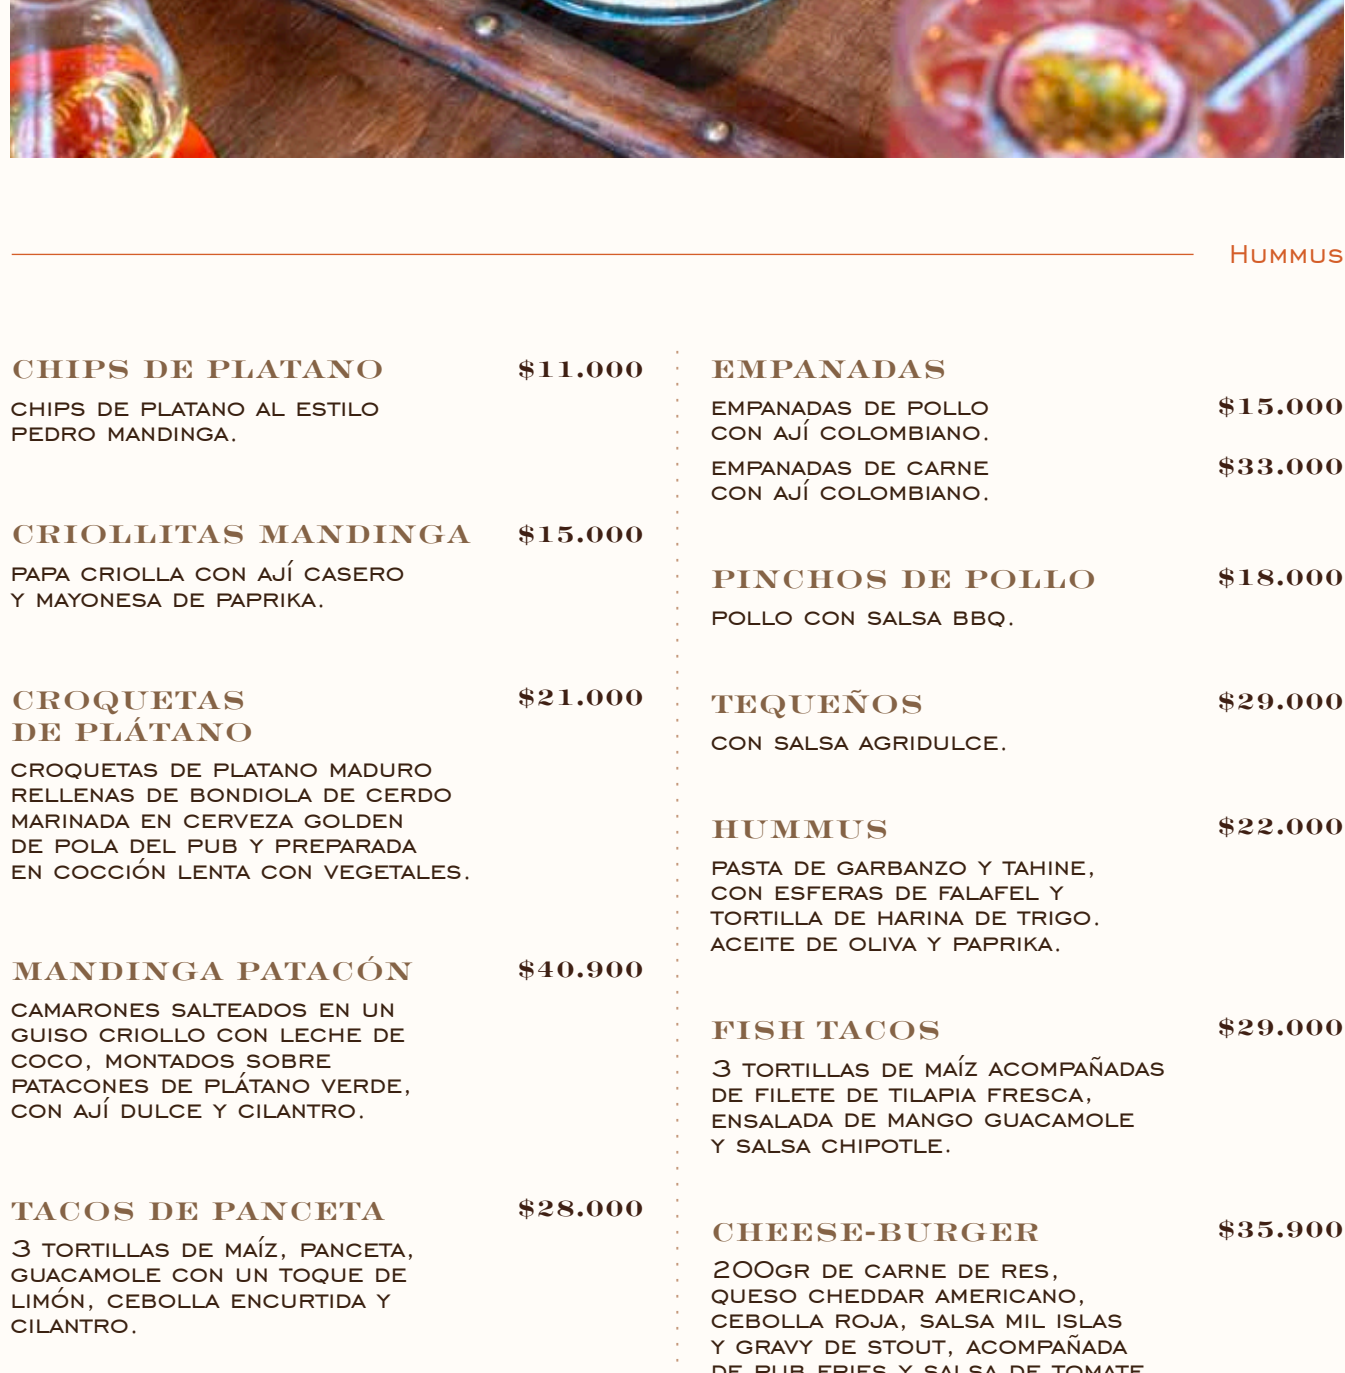 Hummus
CHIPS DE PLATANO $11.000
CHIPS DE PLATANO AL ESTILO
PEDRO MANDINGA.
CRIOLLITAS MANDINGA $15.000
PAPA CRIOLLA CON AJÍ CASERO
Y MAYONESA DE PAPRIKA.
CROQUETAS $21.000
DE PLÁTANO
CROQUETAS DE PLATANO MADURO
RELLENAS DE BONDIOLA DE CERDO
MARINADA EN CERVEZA GOLDEN
DE POLA DEL PUB Y PREPARADA
EN COCCIÓN LENTA CON VEGETALES.
MANDINGA PATACÓN $40.900
CAMARONES SALTEADOS EN UN
GUISO CRIOLLO CON LECHE DE
COCO, MONTADOS SOBRE
PATACONES DE PLÁTANO VERDE,
CON AJÍ DULCE Y CILANTRO.
TACOS DE PANCETA $28.000
3 TORTILLAS DE MAÍZ, PANCETA,
GUACAMOLE CON UN TOQUE DE
LIMÓN, CEBOLLA ENCURTIDA Y
CILANTRO.
EMPANADAS
EMPANADAS DE POLLO $15.000
CON AJÍ COLOMBIANO.
EMPANADAS DE CARNE $33.000
CON AJÍ COLOMBIANO.
PINCHOS DE POLLO $18.000
POLLO CON SALSA BBQ.
TEQUEÑOS $29.000
CON SALSA AGRIDULCE.
HUMMUS $22.000
PASTA DE GARBANZO Y TAHINE,
CON ESFERAS DE FALAFEL Y
TORTILLA DE HARINA DE TRIGO.
ACEITE DE OLIVA Y PAPRIKA.
FISH TACOS $29.000
3 TORTILLAS DE MAÍZ ACOMPAÑADAS
DE FILETE DE TILAPIA FRESCA,
ENSALADA DE MANGO GUACAMOLE
Y SALSA CHIPOTLE.
CHEESE-BURGER $35.900
200GR DE CARNE DE RES,
QUESO CHEDDAR AMERICANO,
CEBOLLA ROJA, SALSA MIL ISLAS
Y GRAVY DE STOUT, ACOMPAÑADA
DE PUB FRIES Y SALSA DE TOMATE